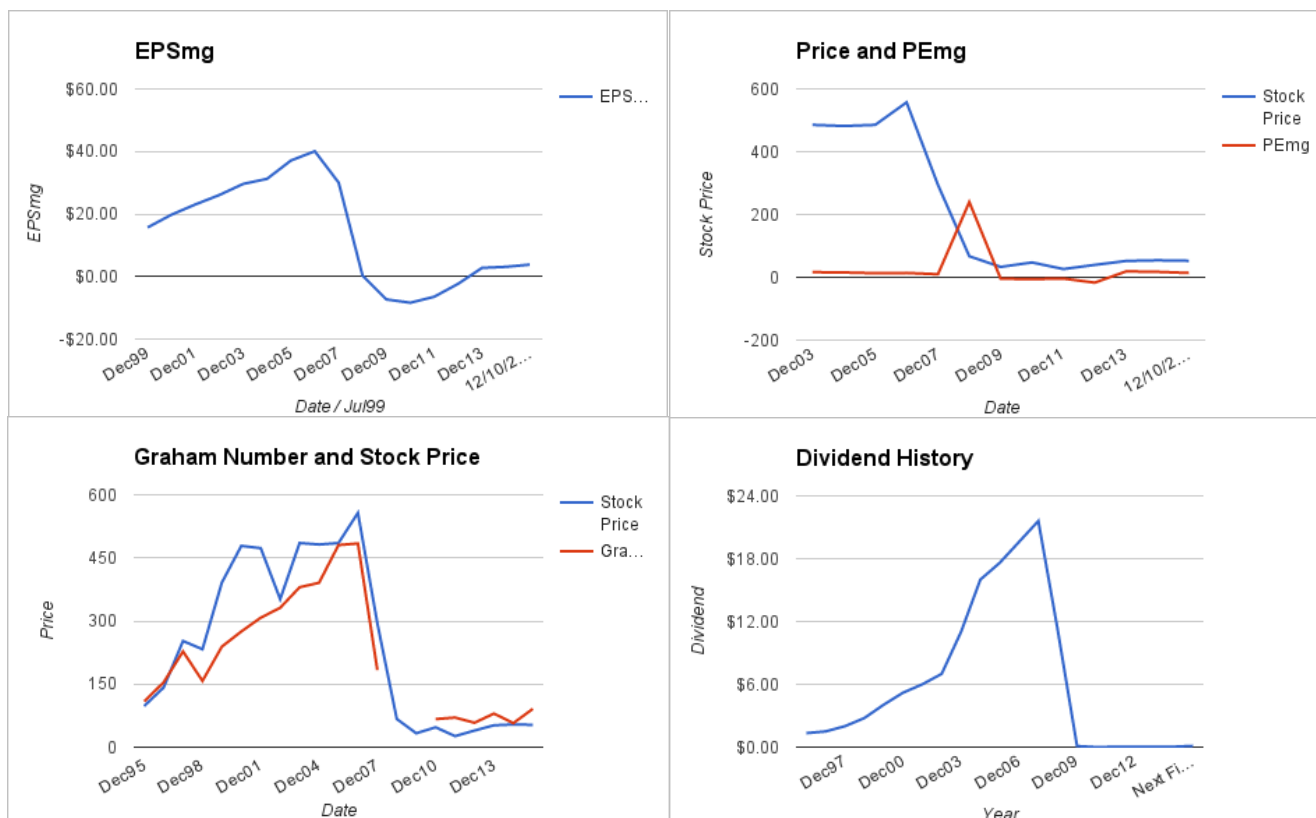 EPSmg
$60.00
$40.00
$20.00
$0.00
-$20.00
EPSmg
EPS...
Dec99
Dec01
Dec03
Dec05
Dec07
Dec09
Dec11
Dec13
12/10/2...
Date / Jul99
Price and PEmg
600
400
200
0
-200
Stock Price
Stock
Price
PEmg
Dec03
Dec05
Dec07
Dec09
Dec11
Dec13
12/10/2...
Date
Graham Number and Stock Price
600
450
300
150
0
Price
Stock
Price
Gra...
Dec95
Dec98
Dec01
Dec04
Dec07
Dec10
Dec13
Date
Dividend History
$24.00
$18.00
$12.00
$6.00
$0.00
Dividend
Dec97
Dec00
Dec03
Dec06
Dec09
Dec12
Next Fi...
Year